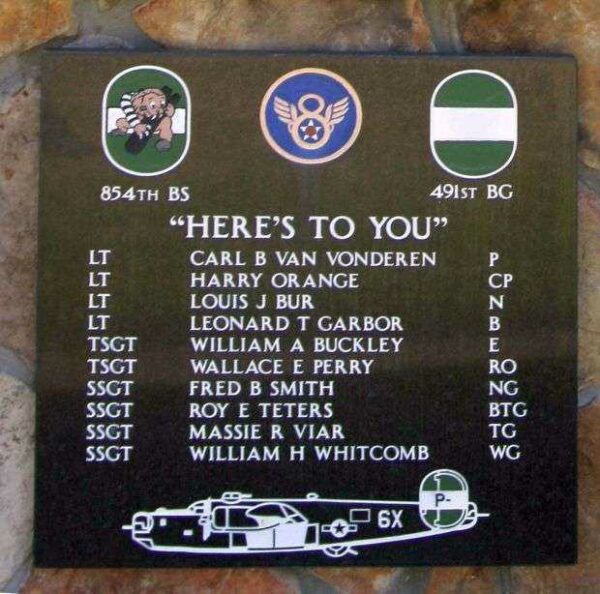 854TH BS 491ST BG
"HERE'S TO YOU"
LT CARL B VAN VONDEREN P
LT HARRY ORANGE CP
LT LOUIS J BUR N
LT LEONARD T GARBOR B
TSGT WILLIAM A BUCKLEY E
TSGT WALLACE E PERRY RO
SSGT FRED B SMITH NG
SSGT ROY E TETERS BTG
SSGT MASSIE R VIAR TG
SSGT WILLIAM H WHITCOMB WG
P-
6X